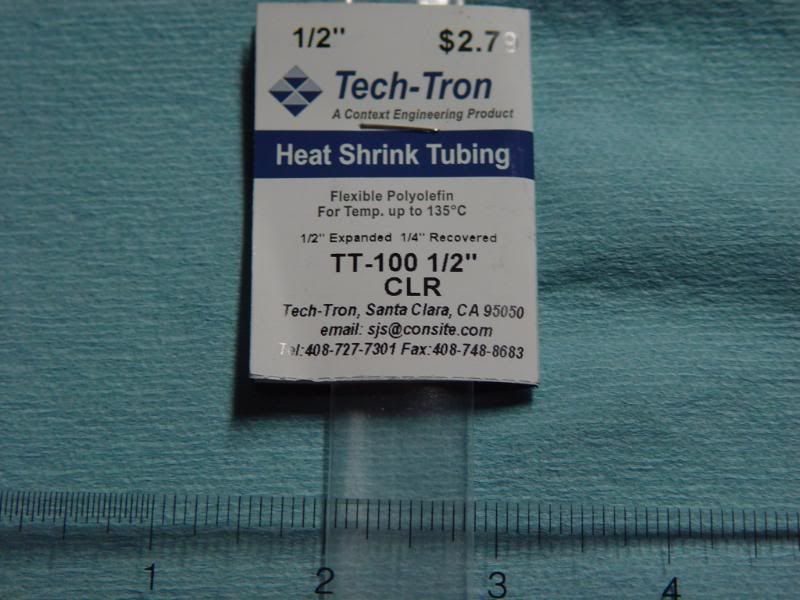 1/2" $2.79
Tech-Tron
A Context Engineering Product
Heat Shrink Tubing
Flexible Polyolefin
For Temp. up to 135°C
1/2" Expanded 1/4" Recovered
TT-100 1/2"
CLR
Tech-Tron, Santa Clara, CA 95050
email: sjs@consite.com
Tel:408-727-7301 Fax:408-748-8683
1 2 3 4